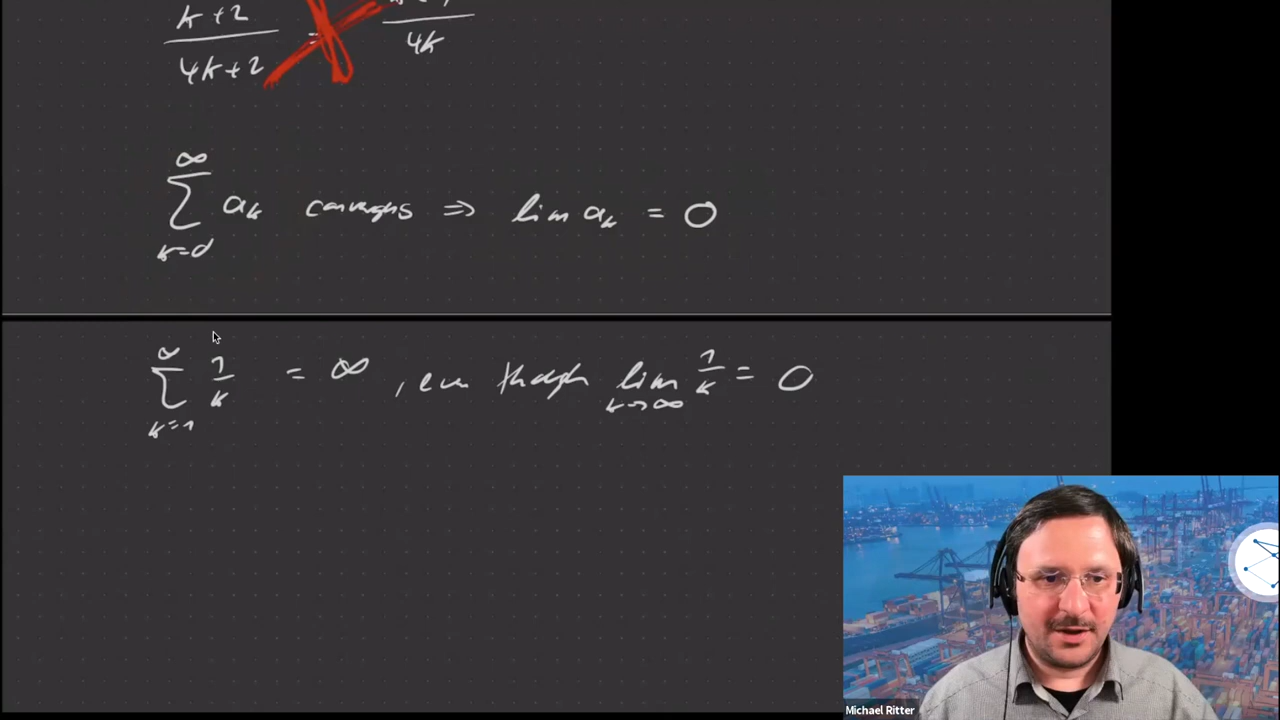 k+2 / 4k+2 = / 4k
∞ ∑ k=0 a_k converges ⇒ lim a_k = 0
∞ ∑ k=1 1/k = ∞, even though lim k→∞ 1/k = 0
Michael Ritter